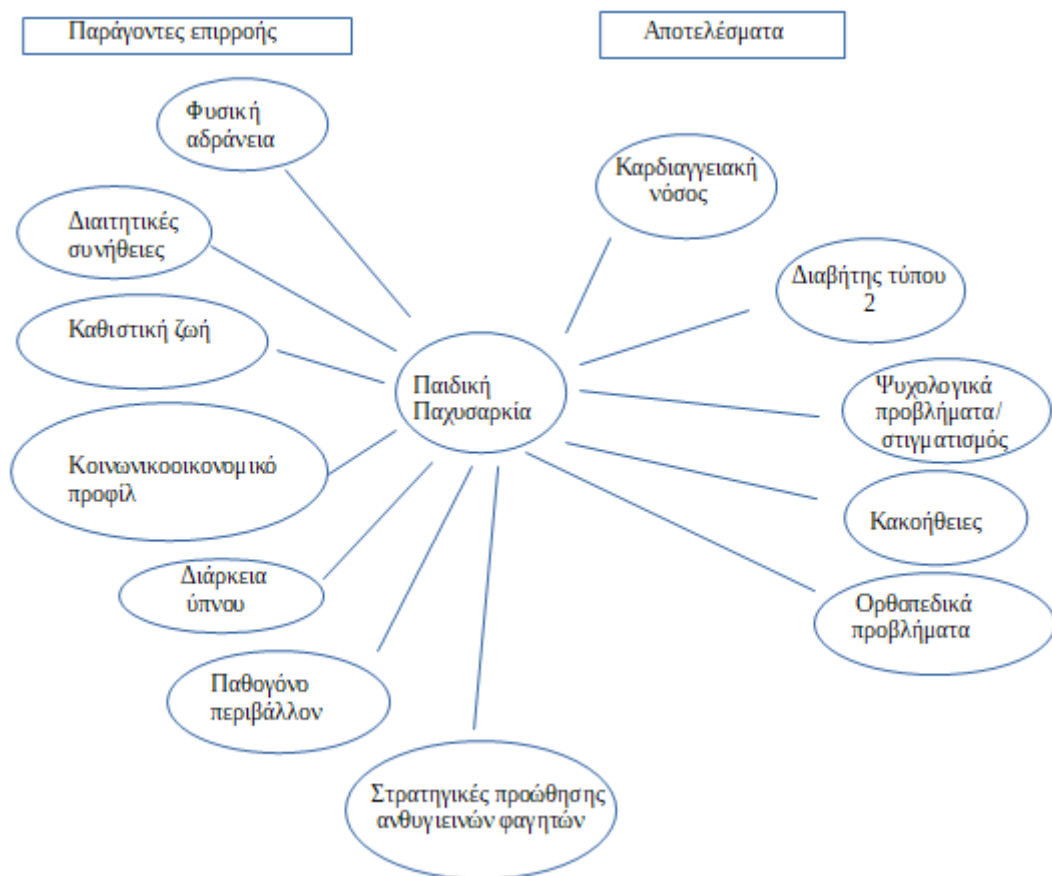 Παράγοντες επιρροής
Αποτελέσματα
Φυσική
αδράνεια
Διαιτητικές
συνήθειες
Καθιστική ζωή
Κοινωνικοοικονομικό
προφίλ
Διάρκεια
ύπνου
Παθογόνο
περιβάλλον
Στρατηγικές προώθησης
ανθυγιεινών φαγητών
Παιδική
Παχυσαρκία
Καρδιαγγειακή
νόσος
Διαβήτης τύπου
2
Ψυχολογικά
προβλήματα/
στιγματισμός
Κακοήθειες
Ορθοπεδικά
προβλήματα